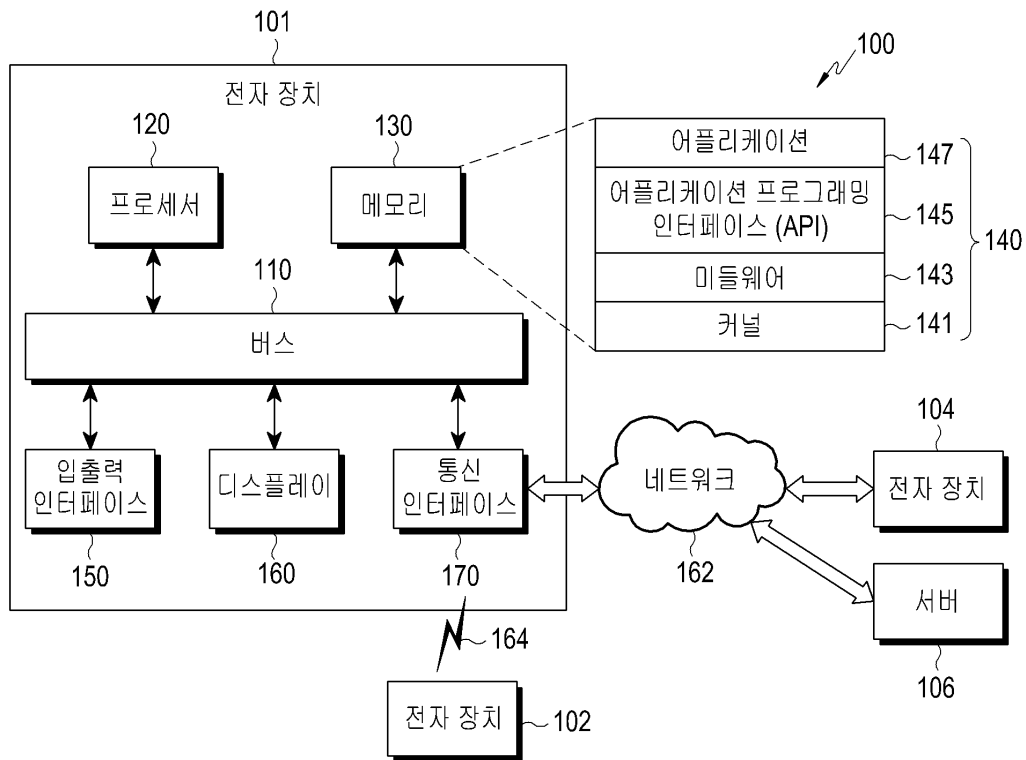 101
전자 장치
100
120
프로세서
130
메모리
어플리케이션
147
어플리케이션 프로그래밍
인터페이스 (API)
145
140
미들웨어
143
커널
141
110
버스
입출력
인터페이스
150
디스플레이
160
통신
인터페이스
170
네트워크
162
104
전자 장치
서버
106
164
전자 장치
102